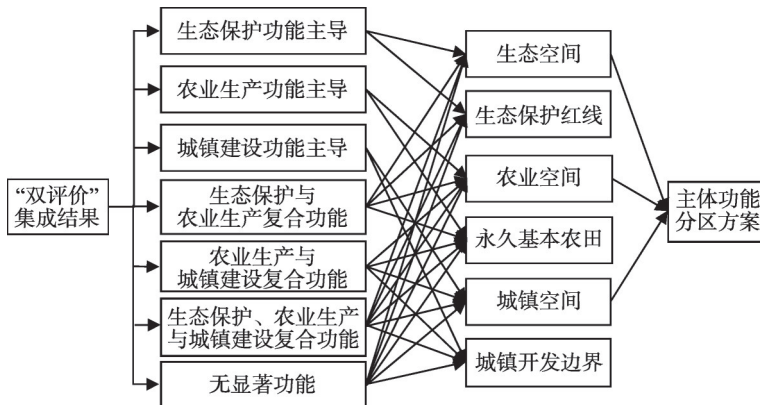 “双评价”
集成结果
生态保护功能主导
农业生产功能主导
城镇建设功能主导
生态保护与
农业生产复合功能
农业生产与
城镇建设复合功能
生态保护、农业生产
与城镇建设复合功能
无显著功能
生态空间
生态保护红线
农业空间
永久基本农田
城镇空间
城镇开发边界
主体功能
分区方案